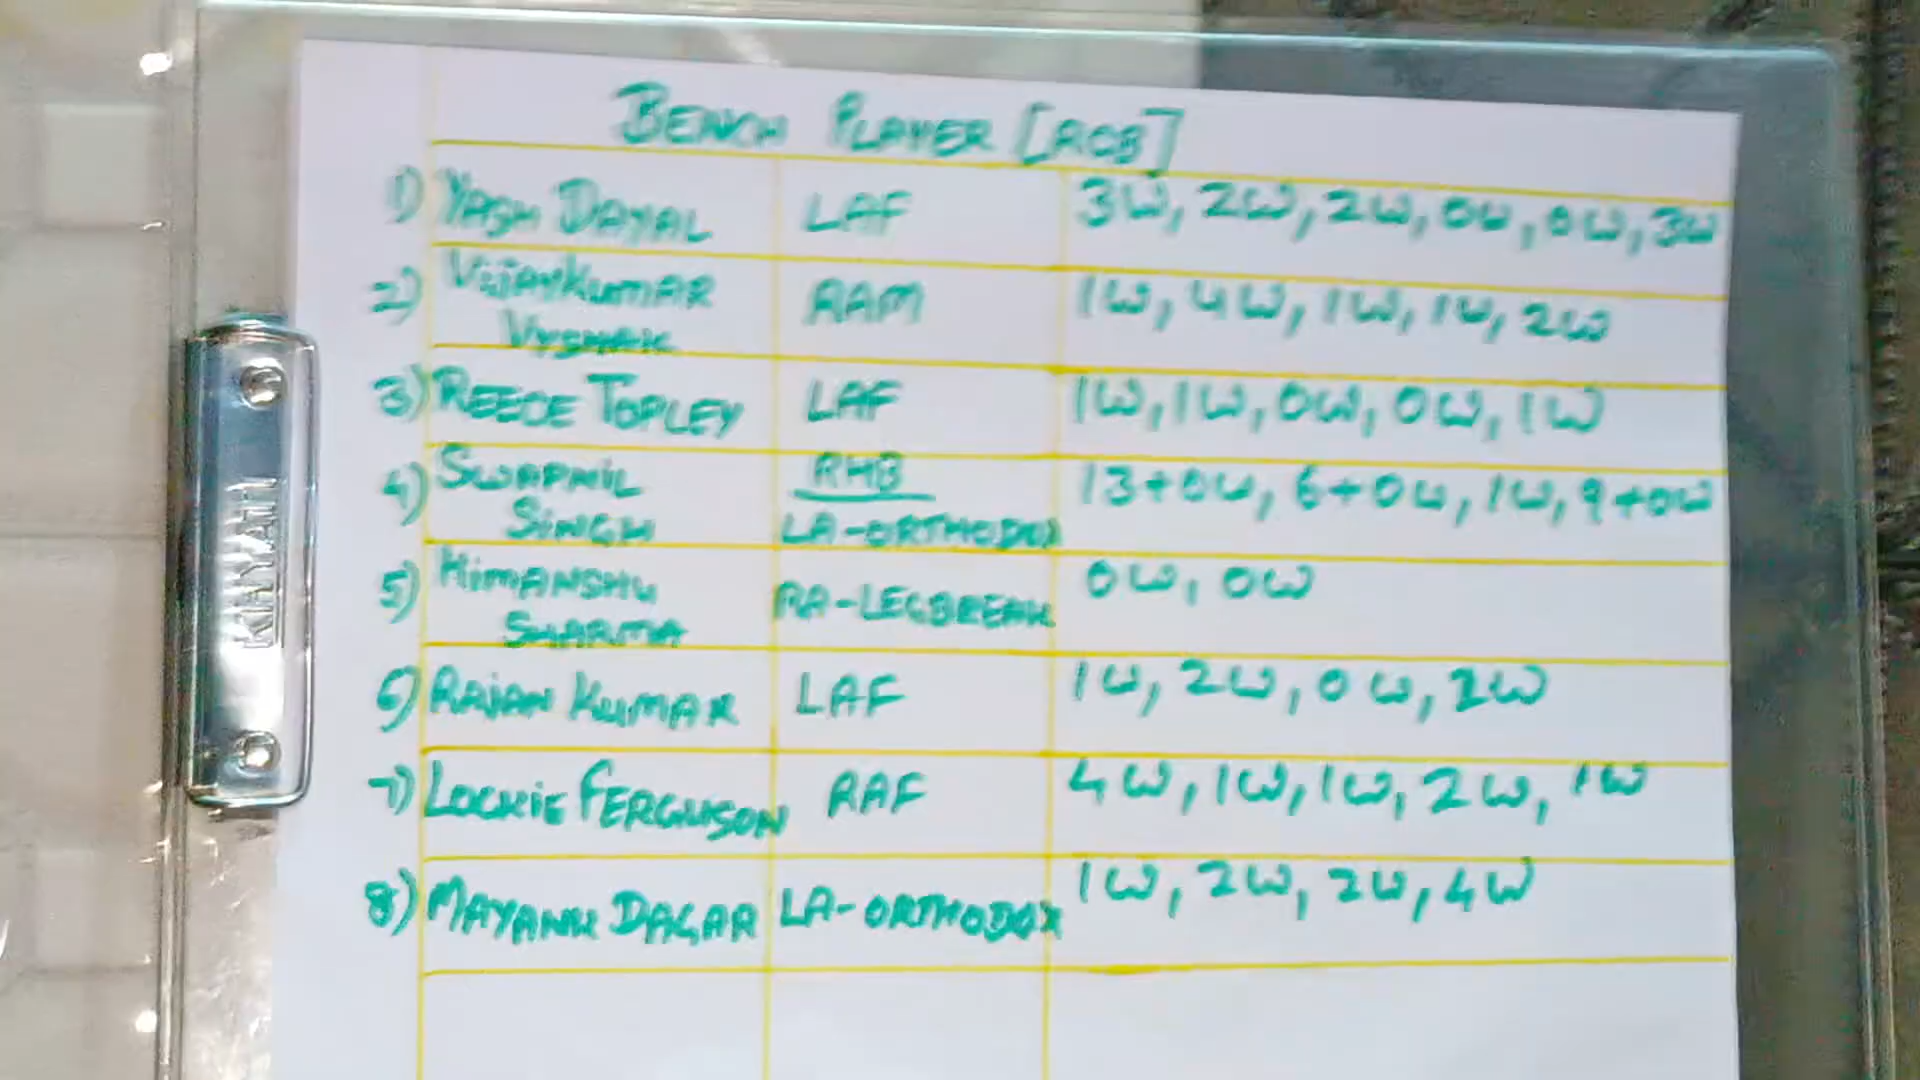 BENCH PLAYER [RCB]
1) YASH DAYAL LAF 3W, 2W, 2W, 0W, 0W, 3W
2) VIJAYKUMAR VYSHAK RAM 1W, 4W, 1W, 1W, 2W
3) REECE TOPLEY LAF 1W, 1W, 0W, 0W, 1W
4) SWAPNIL SINGH RHB LA-ORTHODOX 13+0W, 6+0W, 1W, 9+0W
5) HIMANSHU SHARMA RA-LEGBREAK 0W, 0W
6) RAJAN KUMAR LAF 1W, 2W, 0W, 2W
7) LOCKIE FERGUSON RAF 4W, 1W, 1W, 2W, 1W
8) MAYANK DAGAR LA-ORTHODOX 1W, 2W, 2W, 4W